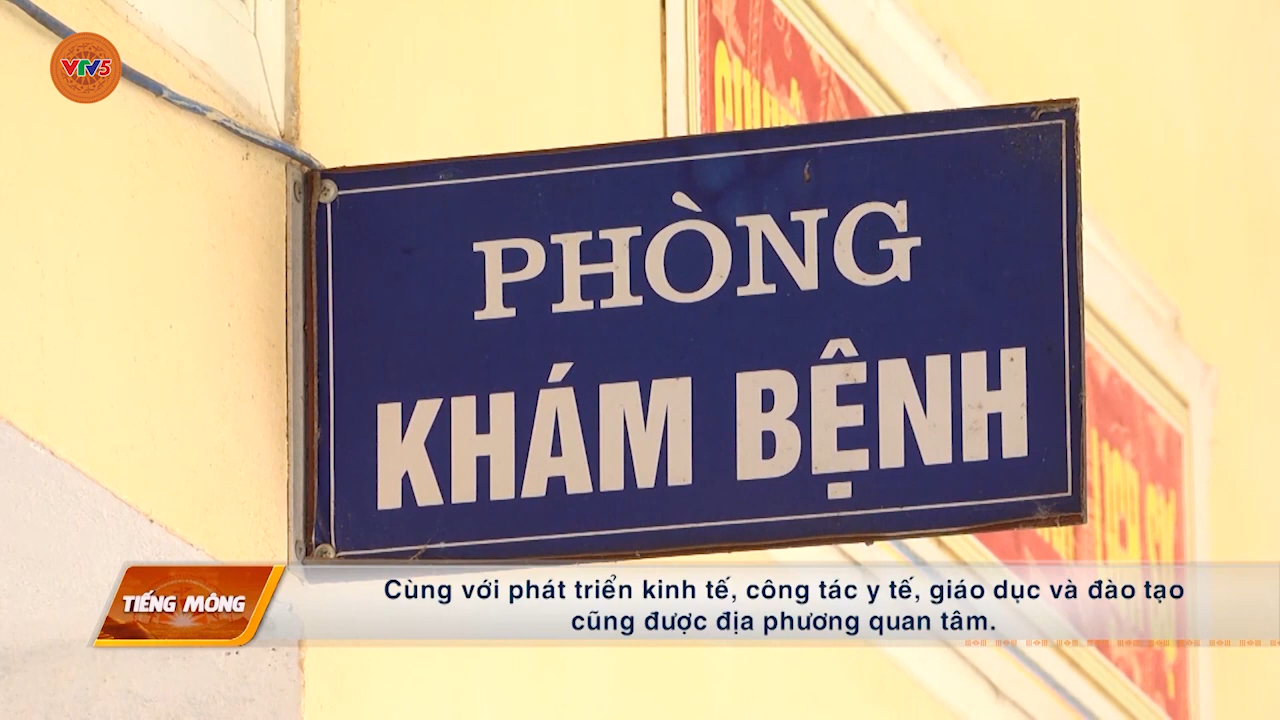 VTV5
PHÒNG
KHÁM BỆNH
TIẾNG MÔNG
Cùng với phát triển kinh tế, công tác y tế, giáo dục và đào tạo
cũng được địa phương quan tâm.